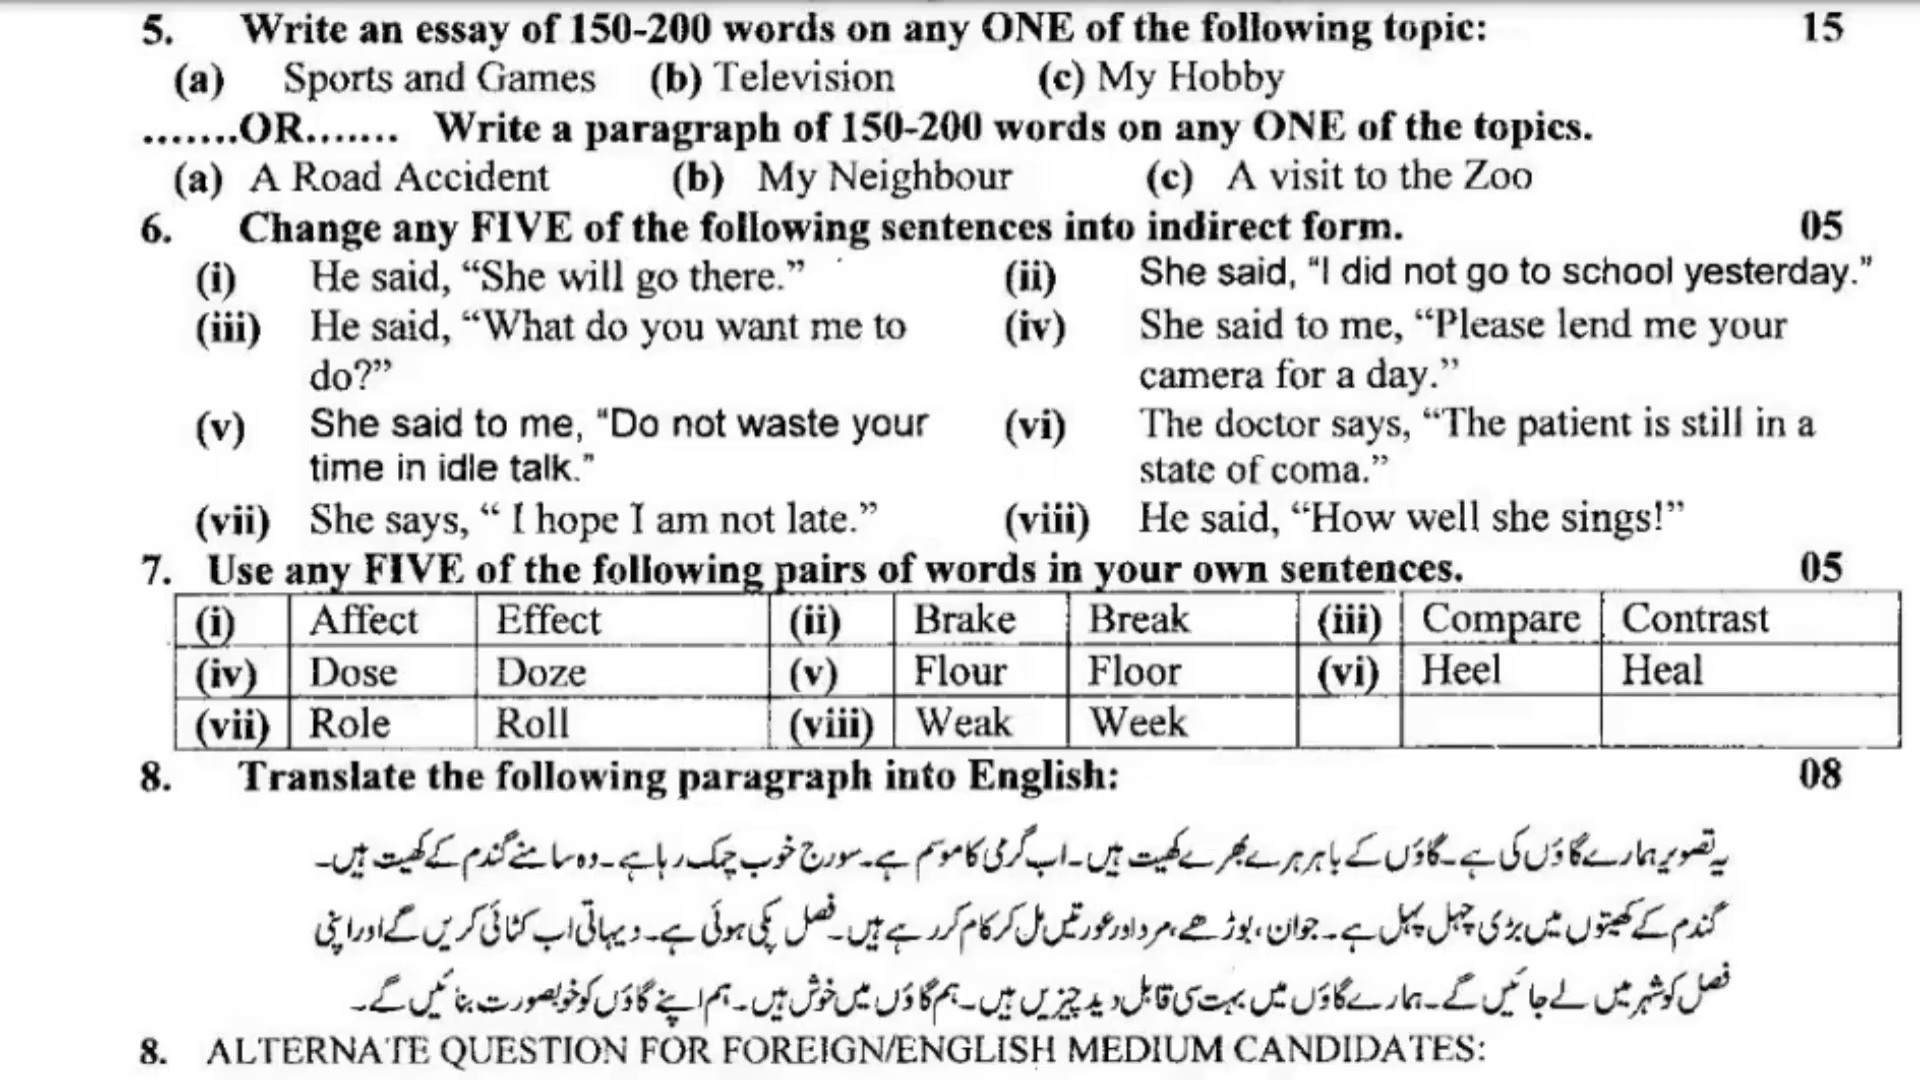 5. Write an essay of 150-200 words on any ONE of the following topic: 15
(a) Sports and Games (b) Television (c) My Hobby
.......OR....... Write a paragraph of 150-200 words on any ONE of the topics.
(a) A Road Accident (b) My Neighbour (c) A visit to the Zoo
6. Change any FIVE of the following sentences into indirect form. 05
(i) He said, “She will go there.” (ii) She said, “I did not go to school yesterday.”
(iii) He said, “What do you want me to do?” (iv) She said to me, “Please lend me your camera for a day.”
(v) She said to me, “Do not waste your time in idle talk.” (vi) The doctor says, “The patient is still in a state of coma.”
(vii) She says, “ I hope I am not late.” (viii) He said, “How well she sings!”
7. Use any FIVE of the following pairs of words in your own sentences. 05
(i) Affect Effect (ii) Brake Break (iii) Compare Contrast
(iv) Dose Doze (v) Flour Floor (vi) Heel Heal
(vii) Role Roll (viii) Weak Week
8. Translate the following paragraph into English: 08
یہ تصویر ہمارے گاؤں کی ہے۔ گاؤں کے باہر ہرے بھرے کھیت ہیں۔ اب گرمی کا موسم ہے۔ سورج خوب چمک رہا ہے۔ وہ سامنے گندم کے کھیت ہیں۔
گندم کے کھیتوں میں بڑی چہل پہل ہے۔ جوان، بوڑھے، مرد اور عورتیں مل کر کام کر رہے ہیں۔ فصل پکی ہوئی ہے۔ دیہاتی اب کٹائی کریں گے اور اپنی
فصل کو شہر میں لے جائیں گے۔ ہمارے گاؤں میں بہت سی قابل دید چیزیں ہیں۔ ہم گاؤں میں خوش ہیں۔ ہم اپنے گاؤں کو خوبصورت بنائیں گے۔
8. ALTERNATE QUESTION FOR FOREIGN/ENGLISH MEDIUM CANDIDATES: